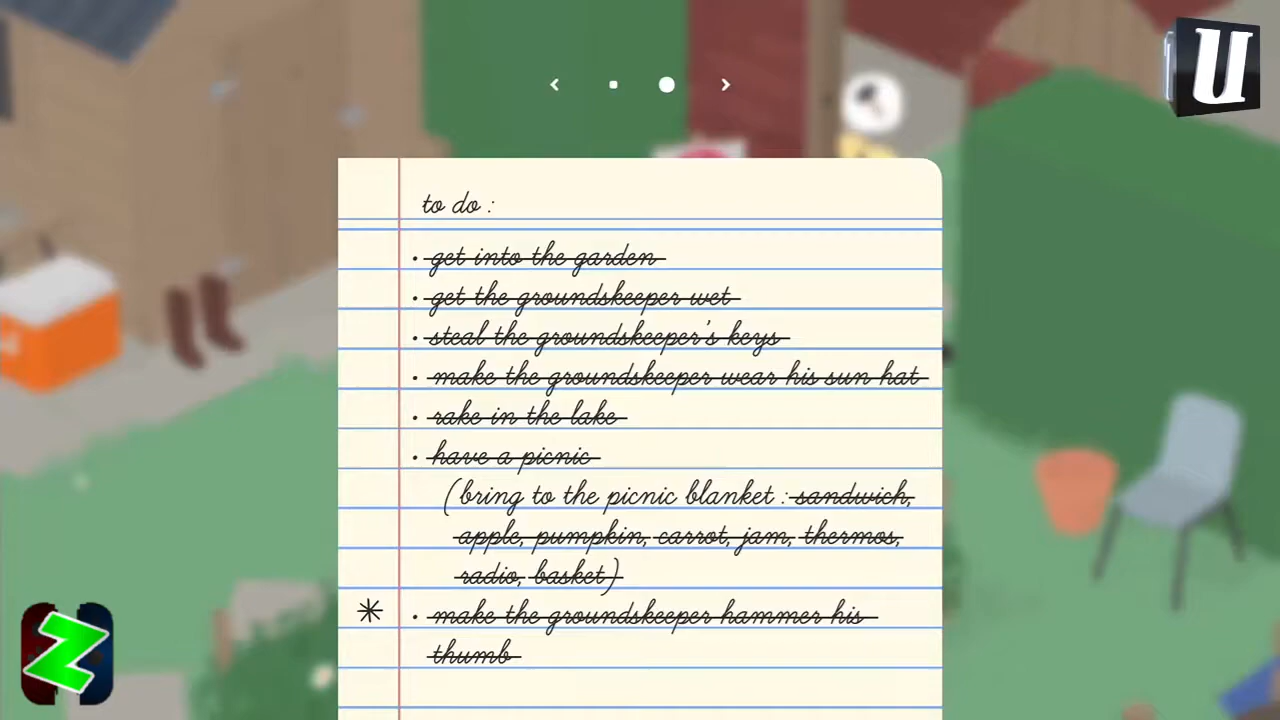 U
to do :
• get into the garden
• get the groundskeeper wet
• steal the groundskeeper's keys
• make the groundskeeper wear his sun hat
• rake in the lake
• have a picnic
(bring to the picnic blanket : sandwich,
apple, pumpkin, carrot, jam, thermos,
radio, basket)
* • make the groundskeeper hammer his
thumb
Z